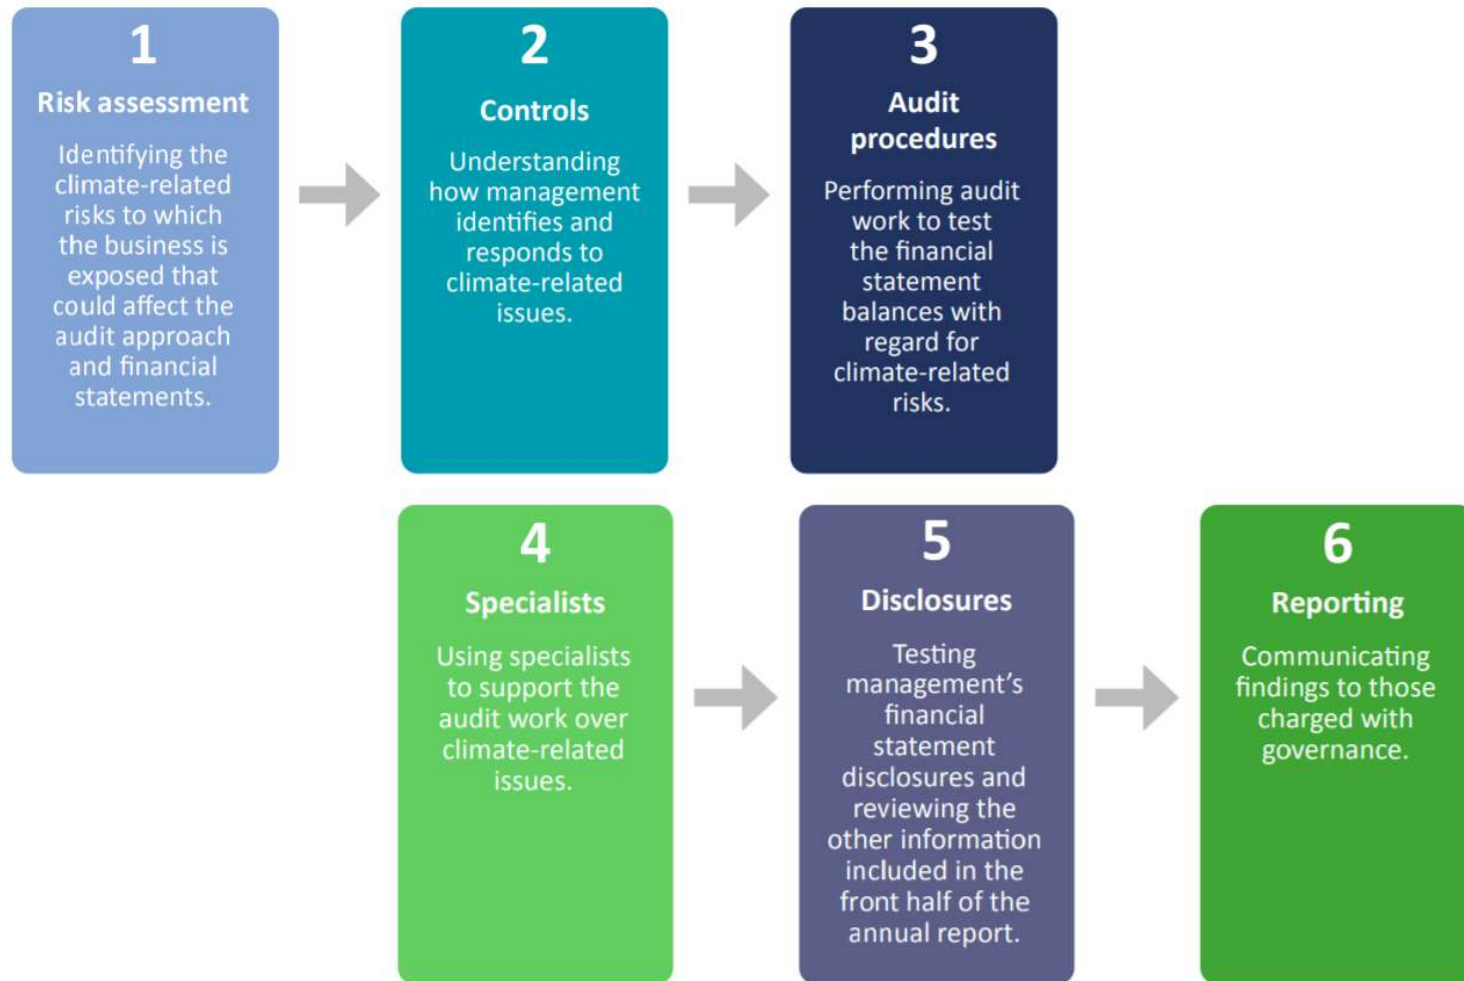 1
Risk assessment
Identifying the
climate-related
risks to which
the business is
exposed that
could affect the
audit approach
and financial
statements.
2
Controls
Understanding
how management
identifies and
responds to
climate-related
issues.
3
Audit
procedures
Performing audit
work to test
the financial
statement
balances with
regard for
climate-related
risks.
4
Specialists
Using specialists
to support the
audit work over
climate-related
issues.
5
Disclosures
Testing
management’s
financial
statement
disclosures and
reviewing the
other information
included in the
front half of the
annual report.
6
Reporting
Communicating
findings to those
charged with
governance.